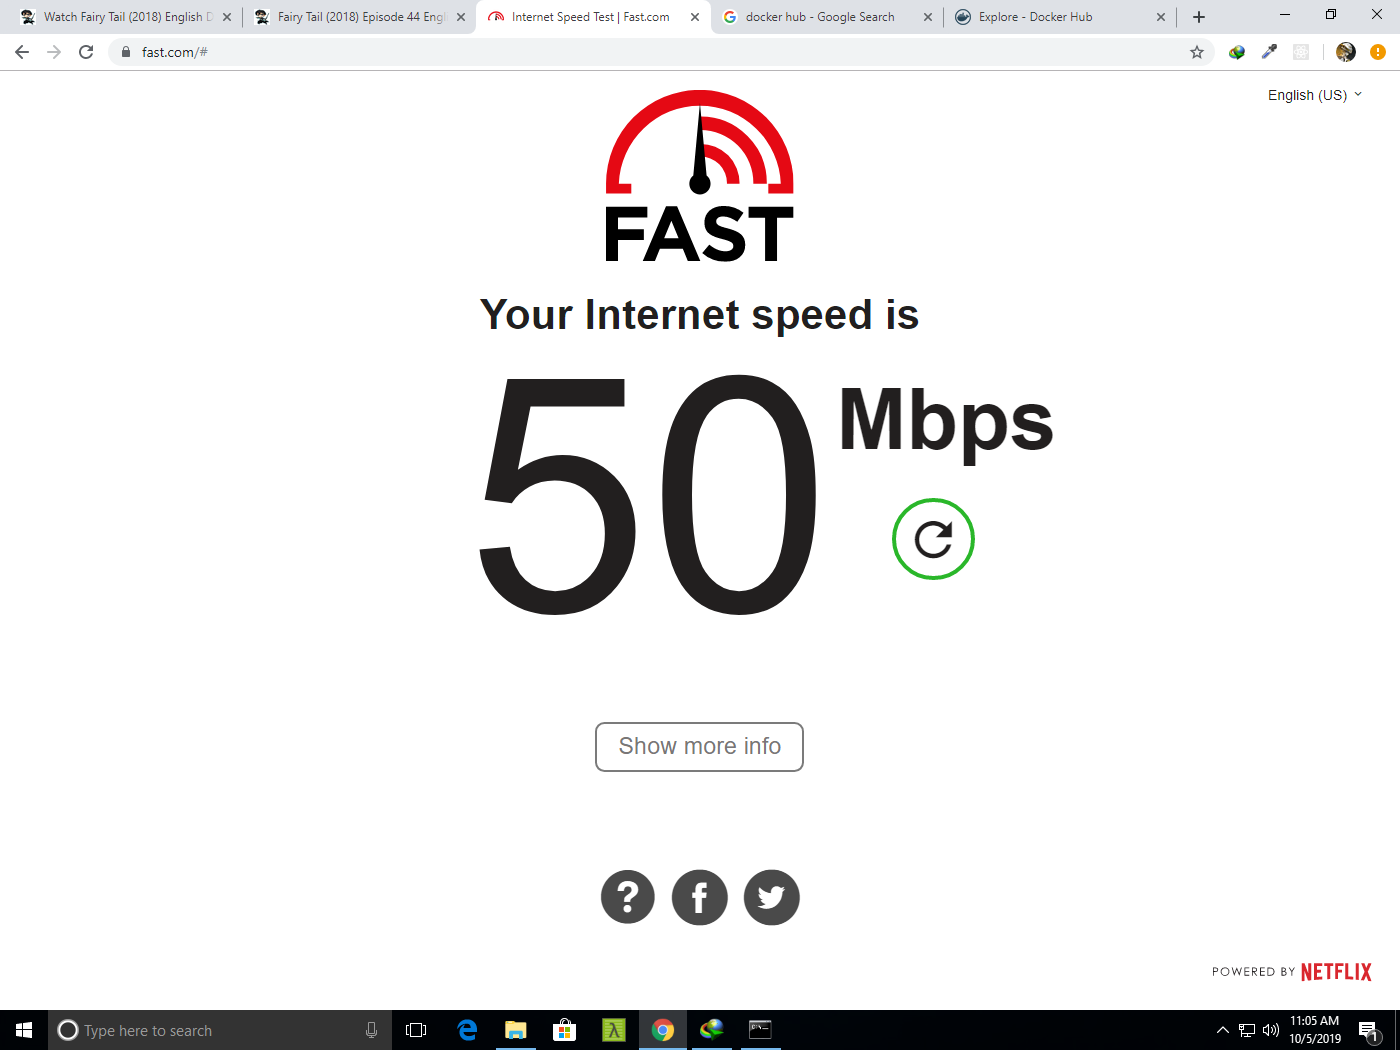 Watch Fairy Tail (2018) English D
Fairy Tail (2018) Episode 44 Engl
Internet Speed Test | Fast.com
docker hub - Google Search
Explore - Docker Hub
fast.com/#
English (US)
FAST
Your Internet speed is
50 Mbps
Show more info
POWERED BY NETFLIX
Type here to search
11:05 AM
10/5/2019
1